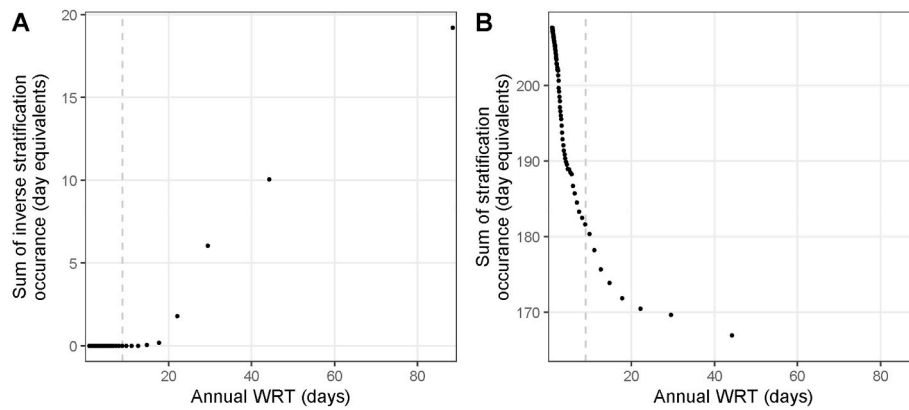 A
Sum of inverse stratification
occurance (day equivalents)
20
15
10
5
0
20
40
60
80
Annual WRT (days)
B
Sum of stratification
occurance (day equivalents)
200
190
180
170
20
40
60
80
Annual WRT (days)